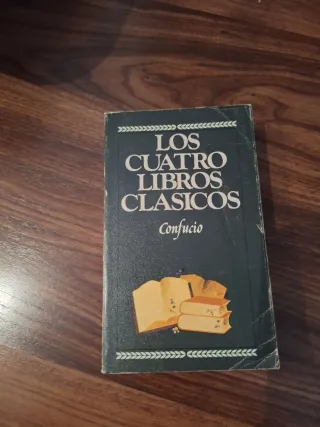 LOS
CUATRO
LIBROS
CLASICOS
Confucio